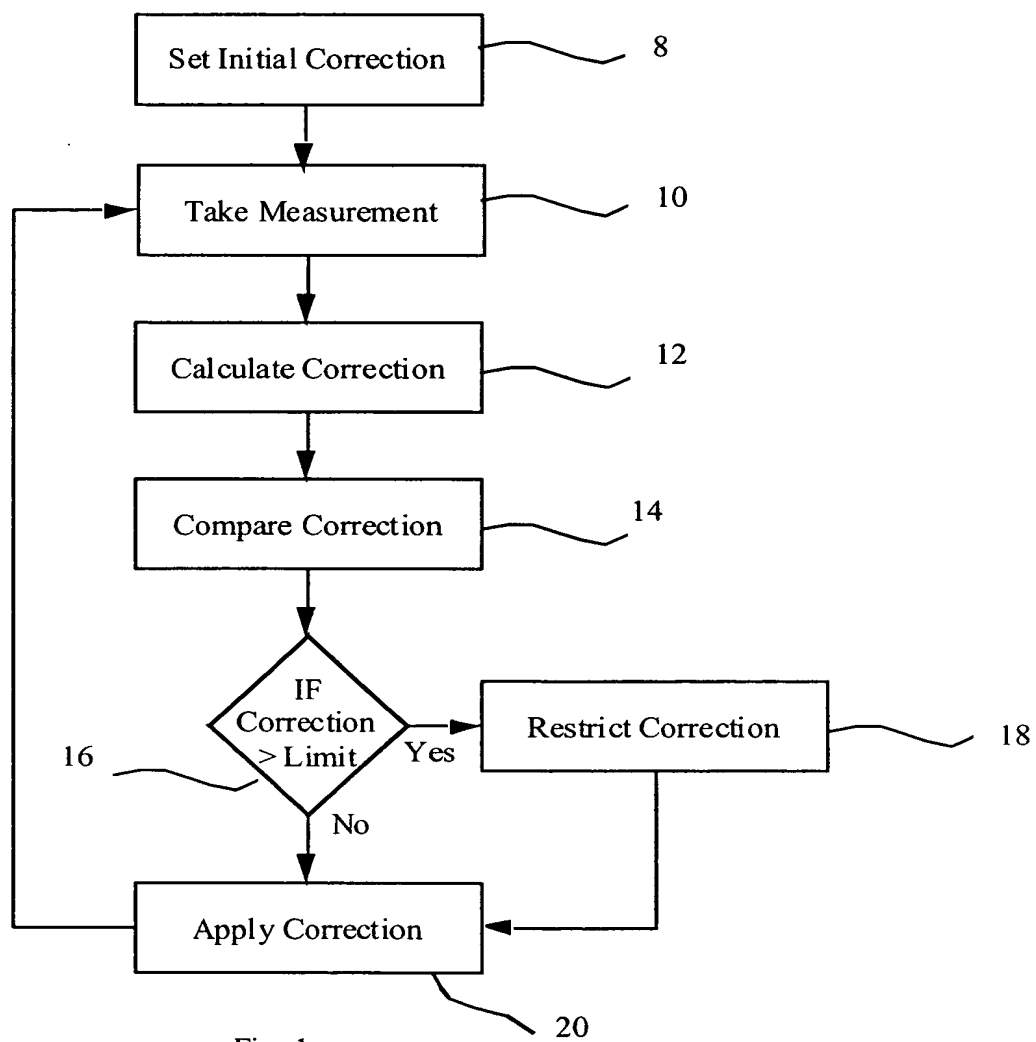 Set Initial Correction
8
Take Measurement
10
Calculate Correction
12
Compare Correction
14
IF
Correction
> Limit
16
Yes
Restrict Correction
18
No
Apply Correction
20